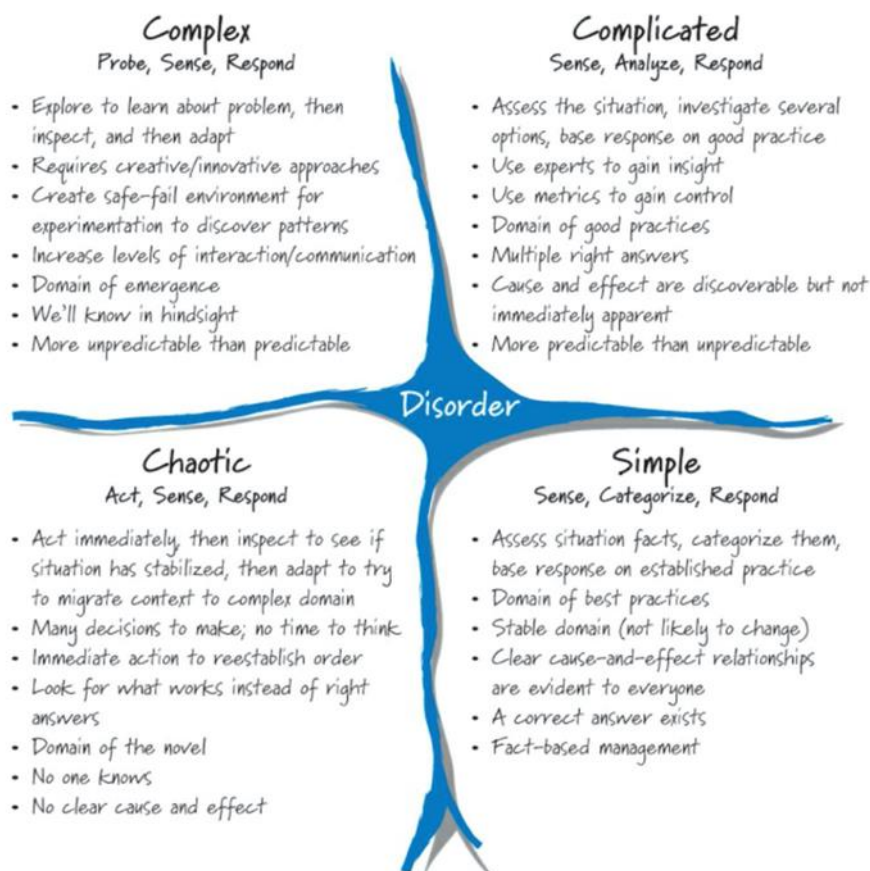 Complex
Probe, Sense, Respond
• Explore to learn about problem, then
inspect, and then adapt
• Requires creative/innovative approaches
• Create safe-fail environment for
experimentation to discover patterns
• Increase levels of interaction/communication
• Domain of emergence
• We'll know in hindsight
• More unpredictable than predictable
Complicated
Sense, Analyze, Respond
• Assess the situation, investigate several
options, base response on good practice
• Use experts to gain insight
• Use metrics to gain control
• Domain of good practices
• Multiple right answers
• Cause and effect are discoverable but not
immediately apparent
• More predictable than unpredictable
Disorder
Chaotic
Act, Sense, Respond
• Act immediately, then inspect to see if
situation has stabilized, then adapt to try
to migrate context to complex domain
• Many decisions to make; no time to think
• Immediate action to reestablish order
• Look for what works instead of right
answers
• Domain of the novel
• No one knows
• No clear cause and effect
Simple
Sense, Categorize, Respond
• Assess situation facts, categorize them,
base response on established practice
• Domain of best practices
• Stable domain (not likely to change)
• Clear cause-and-effect relationships
are evident to everyone
• A correct answer exists
• Fact-based management